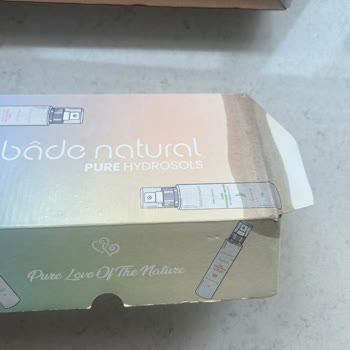 bâde natural
PURE HYDROSOLS
Pure Love Of The Nature